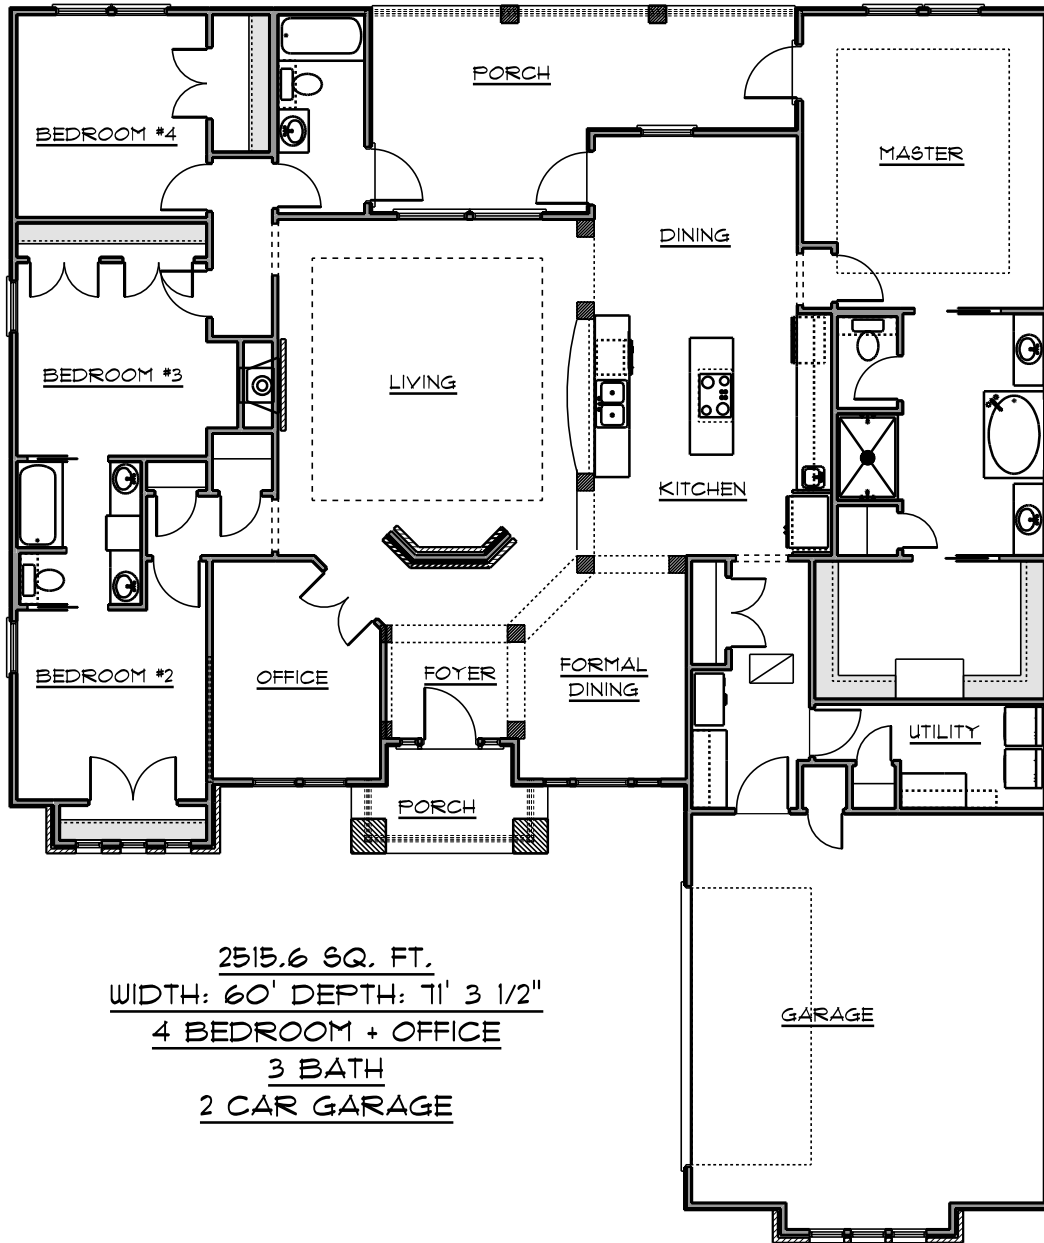 PORCH
BEDROOM #4
MASTER
DINING
BEDROOM #3
LIVING
KITCHEN
BEDROOM #2
OFFICE
FOYER
FORMAL
DINING
UTILITY
PORCH
2515.6 SQ. FT.
WIDTH: 60' DEPTH: 71' 3 1/2"
4 BEDROOM + OFFICE
3 BATH
2 CAR GARAGE
GARAGE